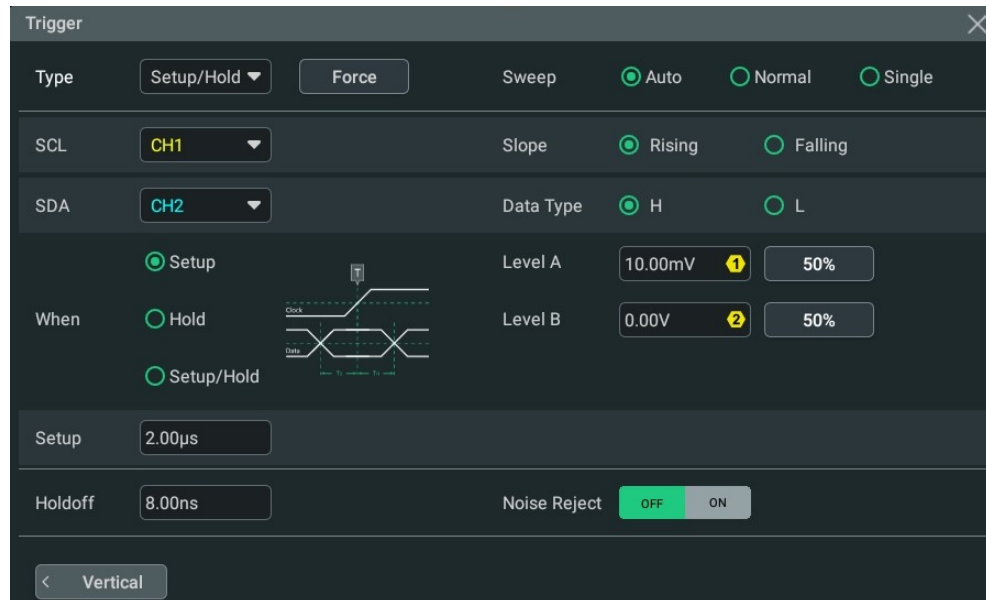 Trigger
Type Setup/Hold Force Sweep Auto Normal Single
SCL CH1 Slope Rising Falling
SDA CH2 Data Type H L
Setup Level A 10.00mV 1 50%
T
When Hold Clock Level B 0.00V 2 50%
Data
Setup/Hold
Setup 2.00μs
Holdoff 8.00ns Noise Reject OFF ON
< Vertical